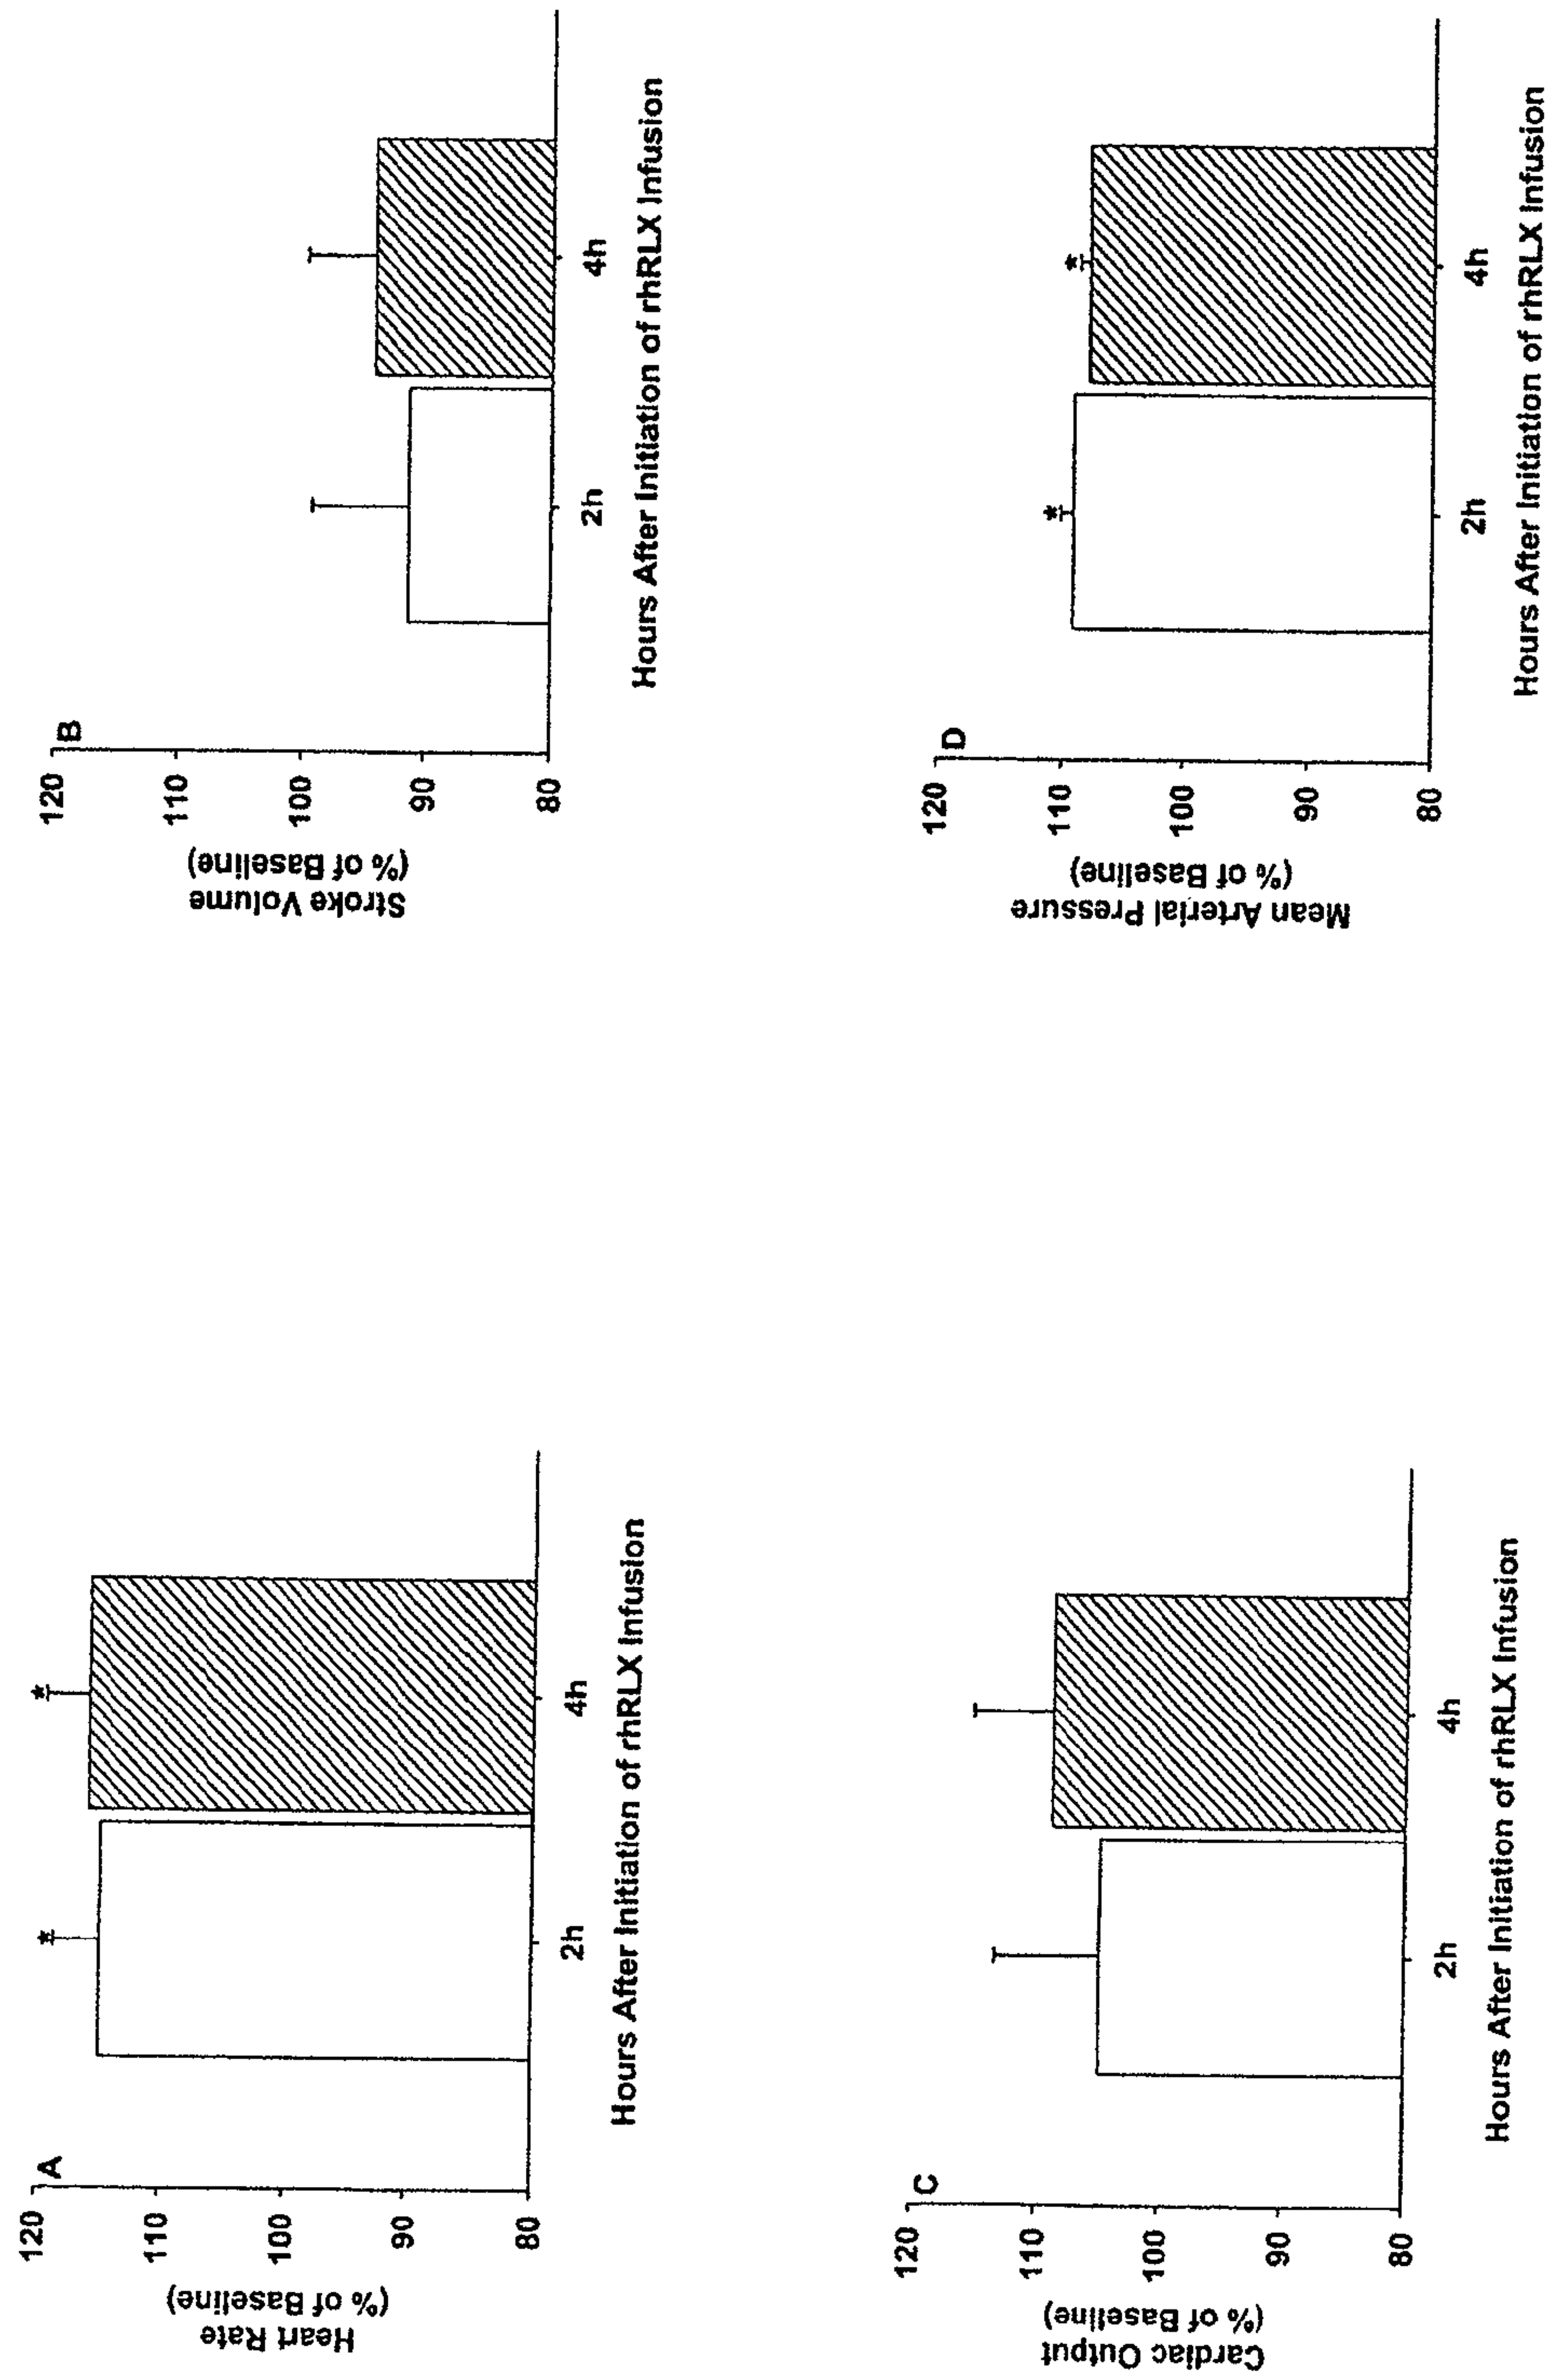 A
120
110
100
90
80
Heart Rate
(% of Baseline)
*
*
2h
4h
Hours After Initiation of rhRLX Infusion
B
120
110
100
90
80
Stroke Volume
(% of Baseline)
2h
4h
Hours After Initiation of rhRLX Infusion
C
120
110
100
90
80
Cardiac Output
(% of Baseline)
2h
4h
Hours After Initiation of rhRLX Infusion
D
120
110
100
90
80
Mean Arterial Pressure
(% of Baseline)
*
*
2h
4h
Hours After Initiation of rhRLX Infusion